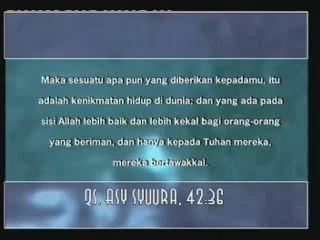 Maka sesuatu apa pun yang diberikan kepadamu, itu
adalah kenikmatan hidup di dunia; dan yang ada pada
sisi Allah lebih baik dan lebih kekal bagi orang-orang
yang beriman, dan hanya kepada Tuhan mereka,
mereka bertawakkal.
QS. ASY SYUURA, 42:36